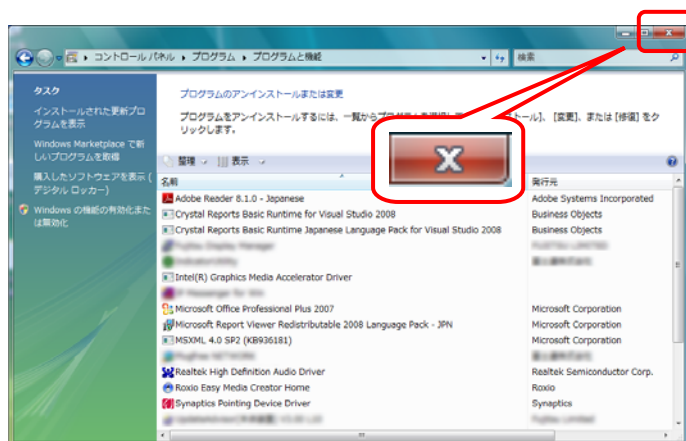 コントロール パネル ▸ プログラム ▸ プログラムと機能
検索
タスク
インストールされた更新プロ
グラムを表示
Windows Marketplace で新
しいプログラムを取得
購入したソフトウェアを表示 (
デジタル ロッカー)
Windows の機能の有効化また
は無効化
プログラムのアンインストールまたは変更
プログラムをアンインストールするには、一覧からプログラムを選択して
ール]、[変更]、または [修復] をク
リックします。
整理 表示
名前 発行元
Adobe Reader 8.1.0 - Japanese Adobe Systems Incorporated
Crystal Reports Basic Runtime for Visual Studio 2008 Business Objects
Crystal Reports Basic Runtime Japanese Language Pack for Visual Studio 2008 Business Objects
Intel(R) Graphics Media Accelerator Driver
Microsoft Office Professional Plus 2007 Microsoft Corporation
Microsoft Report Viewer Redistributable 2008 Language Pack - JPN Microsoft Corporation
MSXML 4.0 SP2 (KB936181) Microsoft Corporation
Realtek High Definition Audio Driver Realtek Semiconductor Corp.
Roxio Easy Media Creator Home Roxio
Synaptics Pointing Device Driver Synaptics